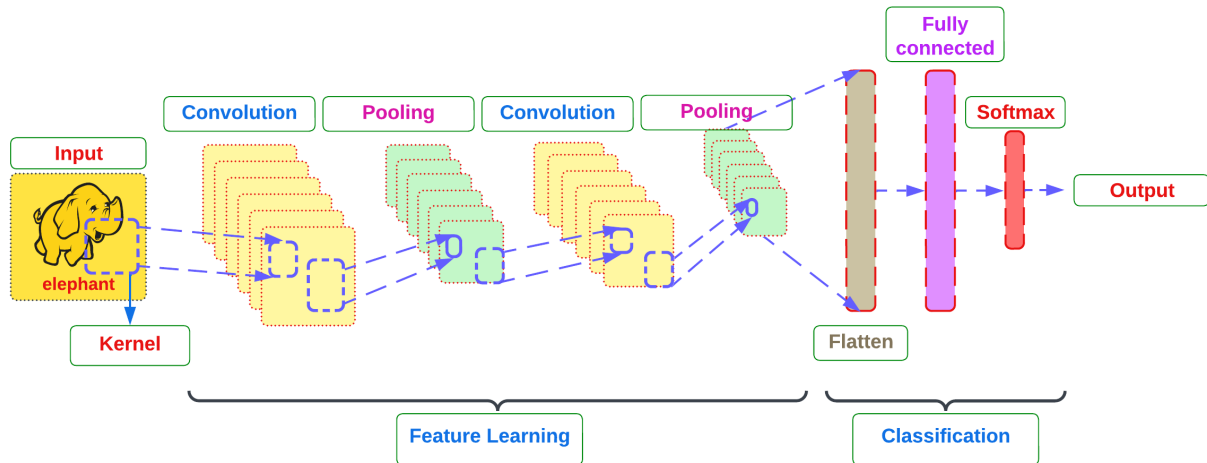 Fully
connected
Convolution
Pooling
Convolution
Pooling
Softmax
Input
Output
elephant
Kernel
Flatten
Feature Learning
Classification